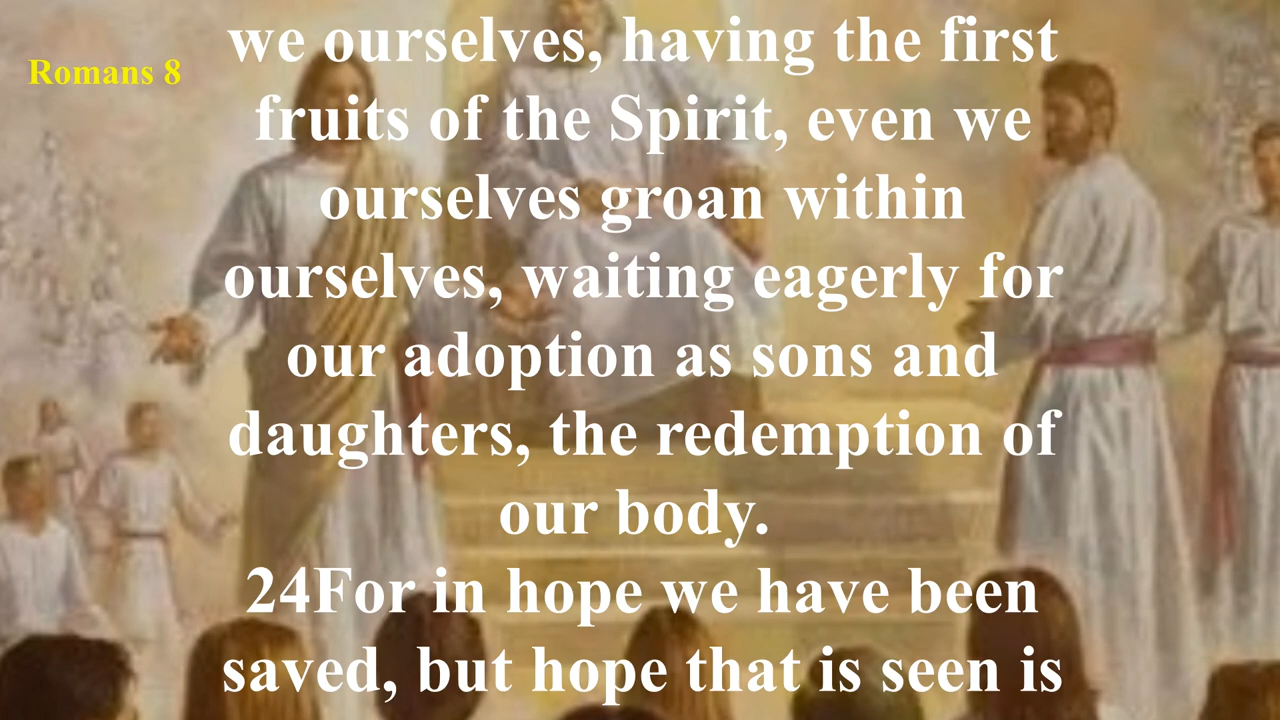 Romans 8
we ourselves, having the first
fruits of the Spirit, even we
ourselves groan within
ourselves, waiting eagerly for
our adoption as sons and
daughters, the redemption of
our body.
24For in hope we have been
saved, but hope that is seen is